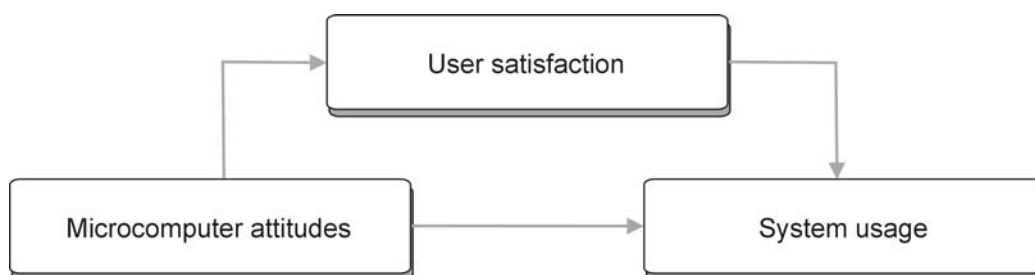 User satisfaction
Microcomputer attitudes
System usage